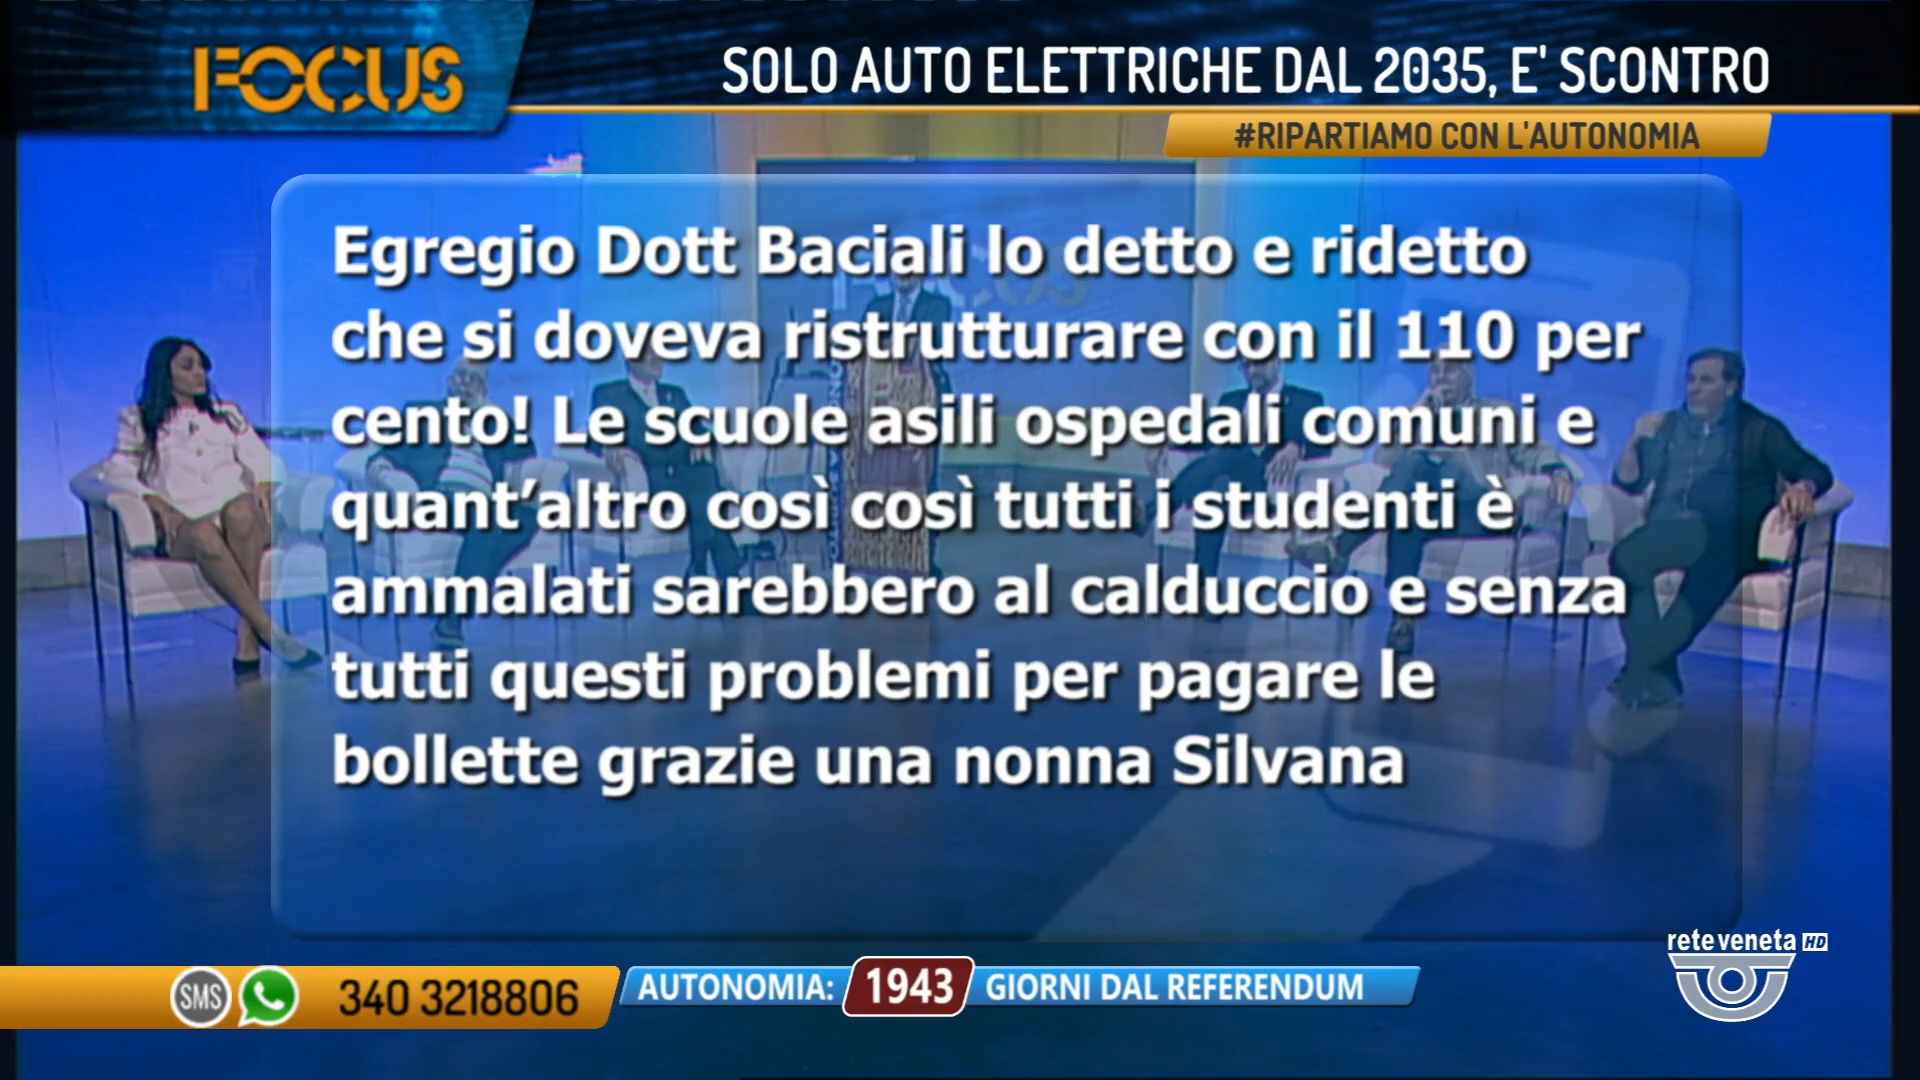 FOCUS
SOLO AUTO ELETTRICHE DAL 2035, E' SCONTRO
#RIPARTIAMO CON L'AUTONOMIA
Egregio Dott Baciali lo detto e ridetto
che si doveva ristrutturare con il 110 per
cento! Le scuole asili ospedali comuni e
quant’altro così così tutti i studenti è
ammalati sarebbero al calduccio e senza
tutti questi problemi per pagare le
bollette grazie una nonna Silvana
reteveneta HD
SMS 340 3218806
AUTONOMIA: 1943 GIORNI DAL REFERENDUM